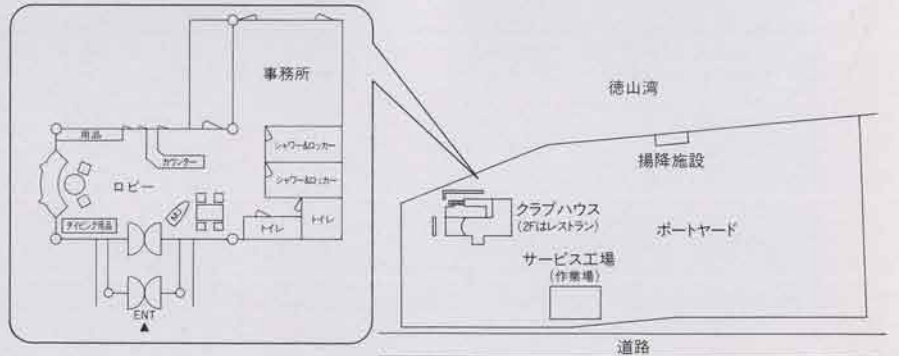 事務所
シャワー&ロッカー
シャワー&ロッカー
用品
カウンター
ロビー
MJ
ダイビング用品
トイレ
トイレ
ENT
徳山湾
揚降施設
クラブハウス
(2Fはレストラン)
ボートヤード
サービス工場
(作業場)
道路